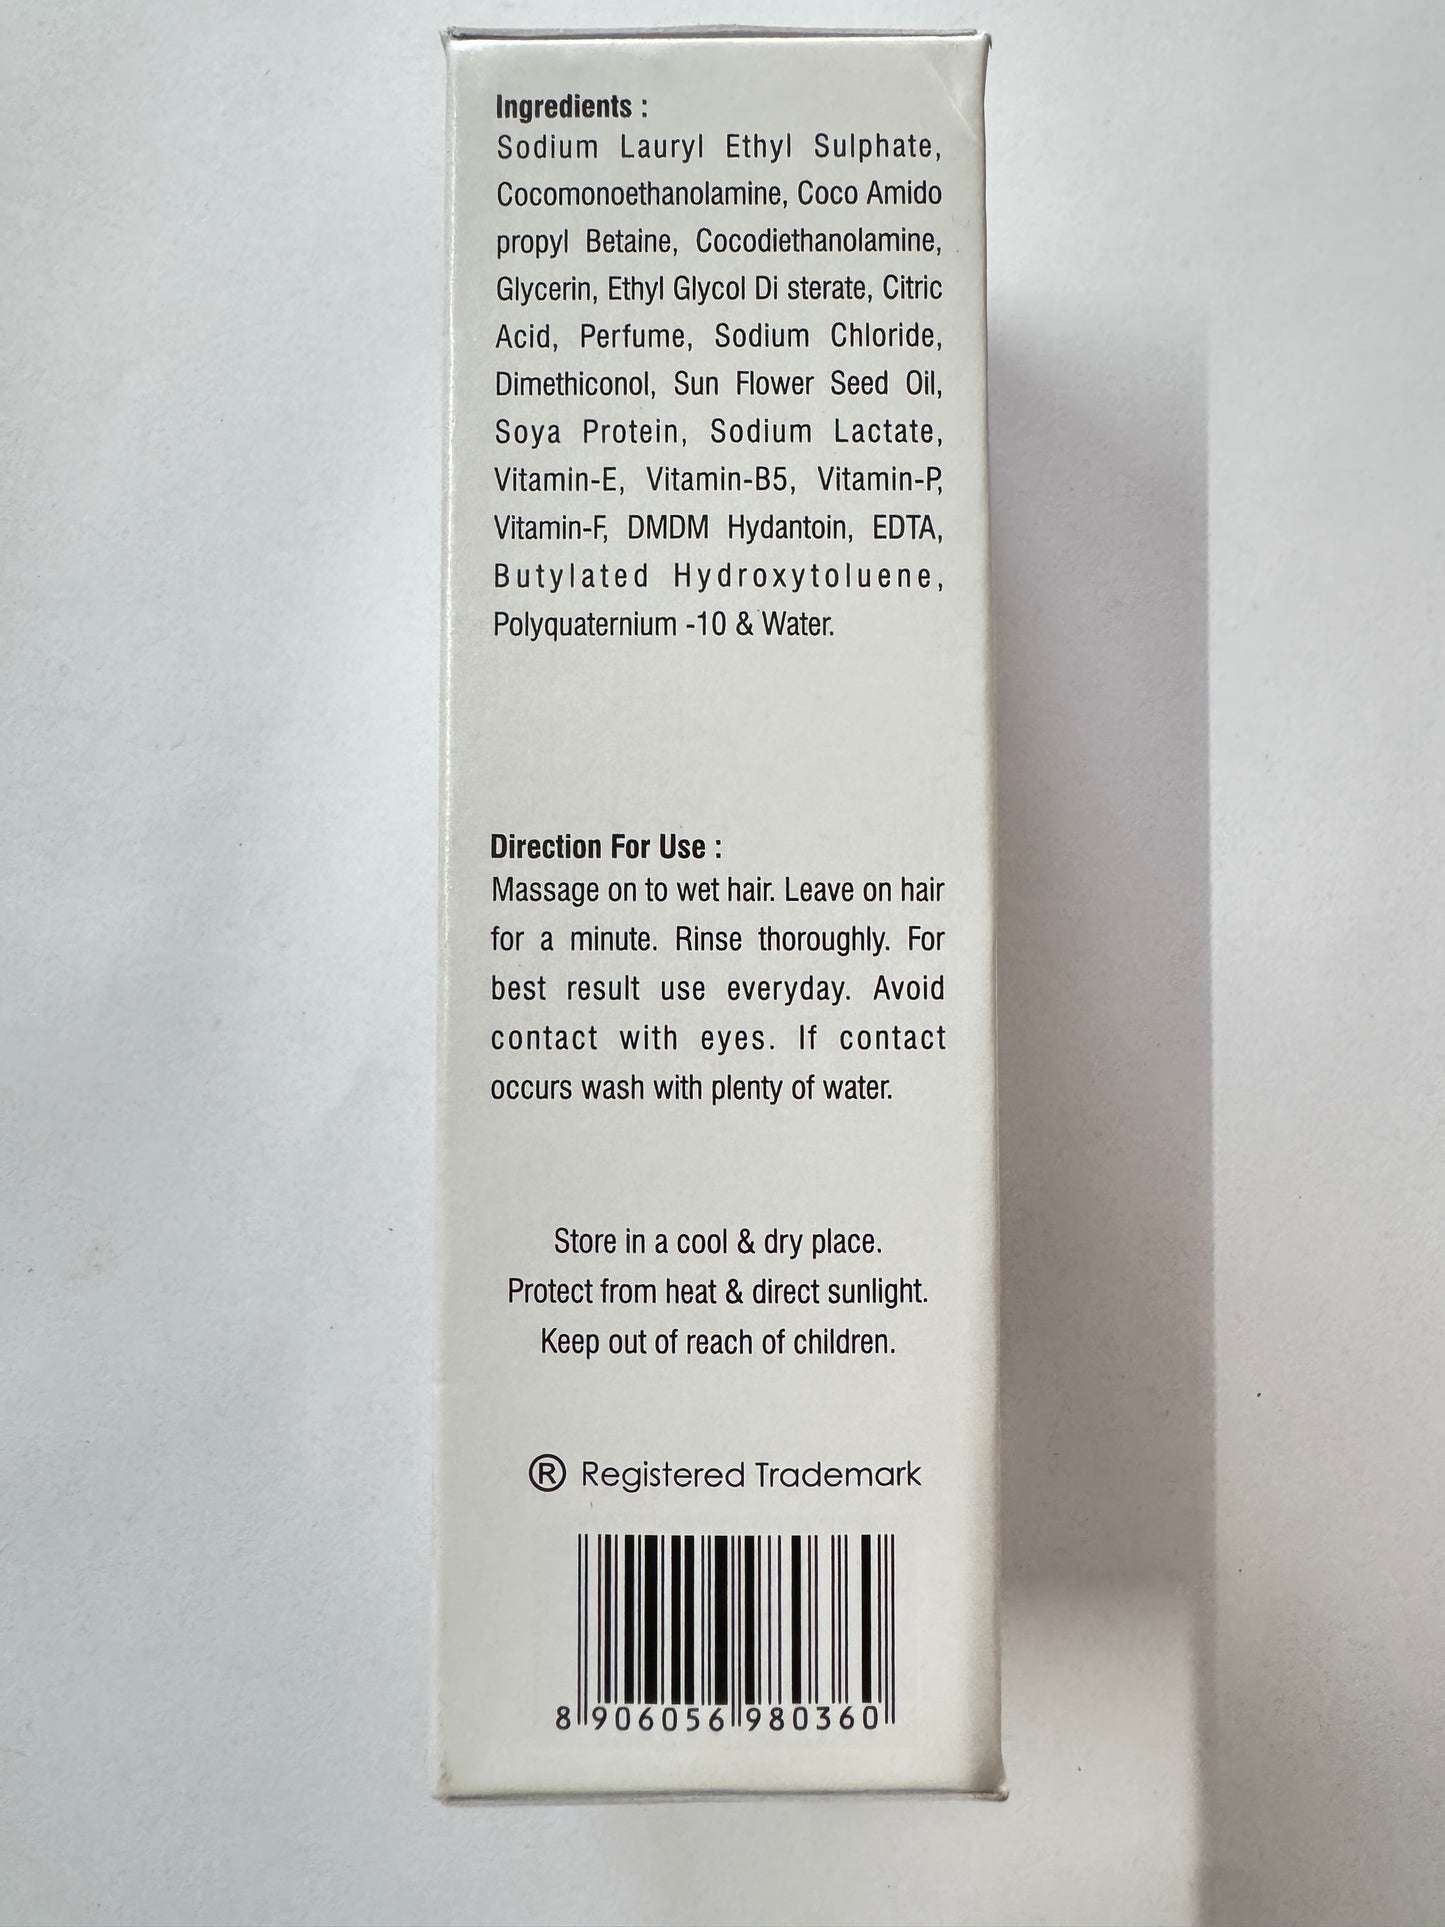 Ingredients :
Sodium Lauryl Ethyl Sulphate,
Cocomonoethanolamine, Coco Amido
propyl Betaine, Cocodiethanolamine,
Glycerin, Ethyl Glycol Di sterate, Citric
Acid, Perfume, Sodium Chloride,
Dimethiconol, Sun Flower Seed Oil,
Soya Protein, Sodium Lactate,
Vitamin-E, Vitamin-B5, Vitamin-P,
Vitamin-F, DMDM Hydantoin, EDTA,
Butylated Hydroxytoluene,
Polyquaternium -10 & Water.
Direction For Use :
Massage on to wet hair. Leave on hair
for a minute. Rinse thoroughly. For
best result use everyday. Avoid
contact with eyes. If contact
occurs wash with plenty of water.
Store in a cool & dry place.
Protect from heat & direct sunlight.
Keep out of reach of children.
® Registered Trademark
8 906056 980360